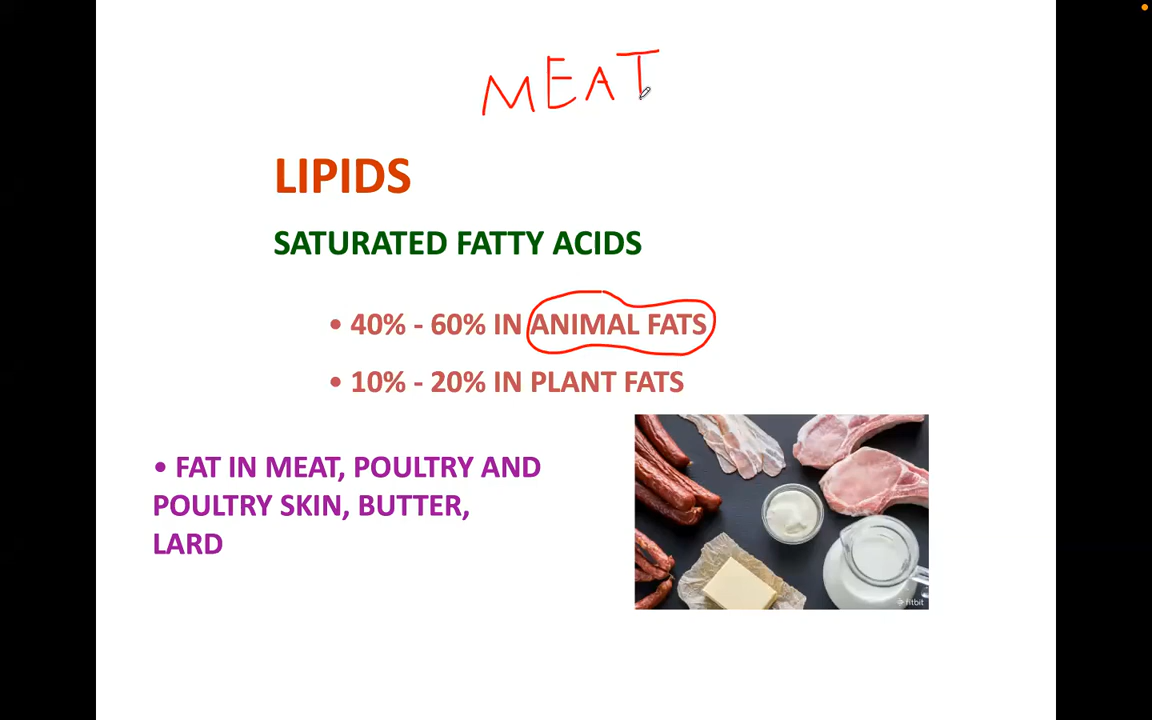 MEAT
LIPIDS
SATURATED FATTY ACIDS
• 40% - 60% IN ANIMAL FATS
• 10% - 20% IN PLANT FATS
• FAT IN MEAT, POULTRY AND
POULTRY SKIN, BUTTER,
LARD
fitbit